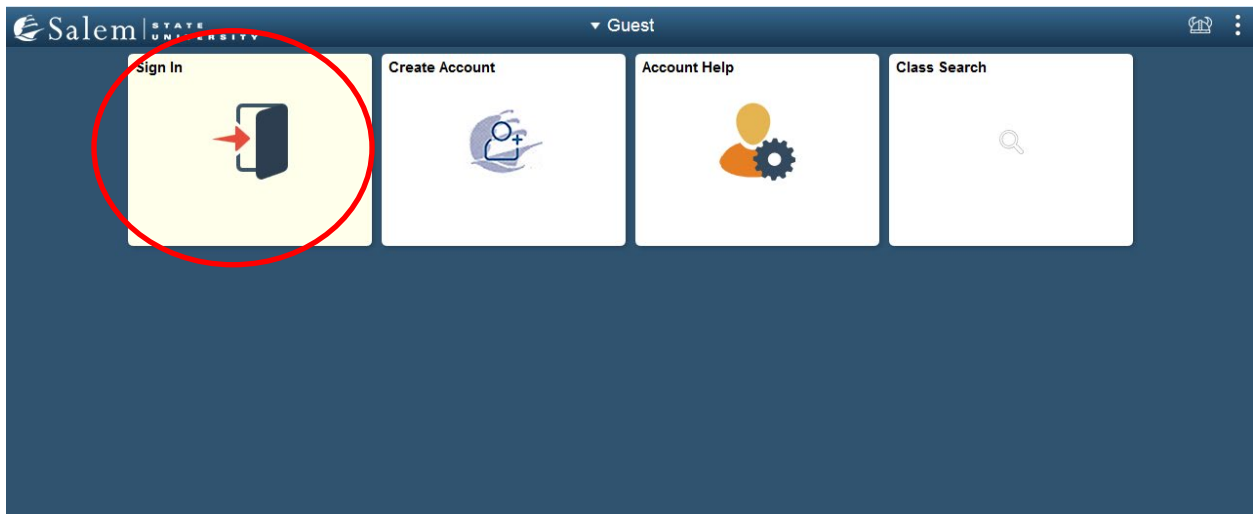 Salem STATE UNIVERSITY
Guest
Sign In
Create Account
Account Help
Class Search